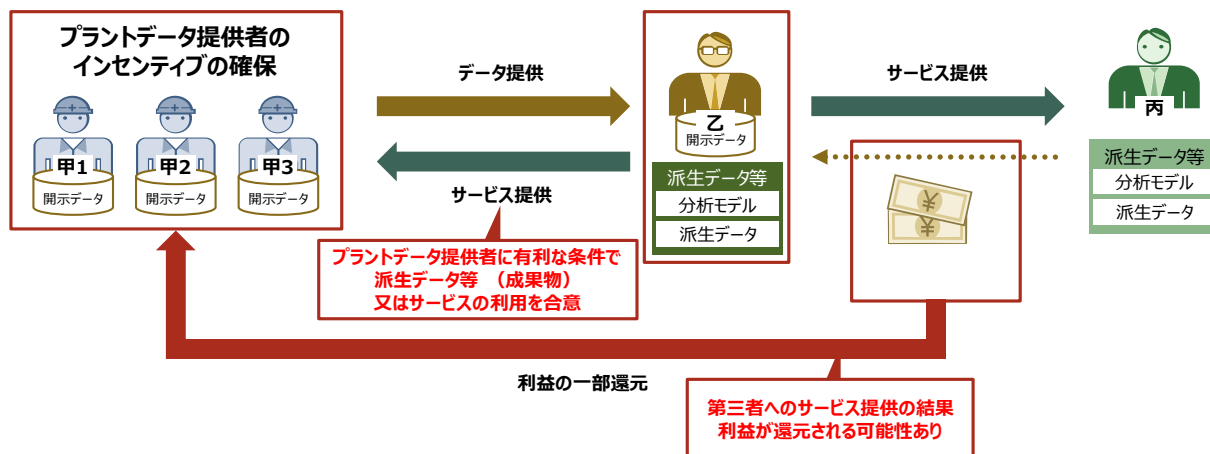 プラントデータ提供者の
インセンティブの確保
甲1
甲2
甲3
開示データ
開示データ
開示データ
データ提供
サービス提供
プラントデータ提供者に有利な条件で
派生データ等 （成果物）
又はサービスの利用を合意
乙
開示データ
派生データ等
分析モデル
派生データ
サービス提供
¥
¥
丙
派生データ等
分析モデル
派生データ
利益の一部還元
第三者へのサービス提供の結果
利益が還元される可能性あり